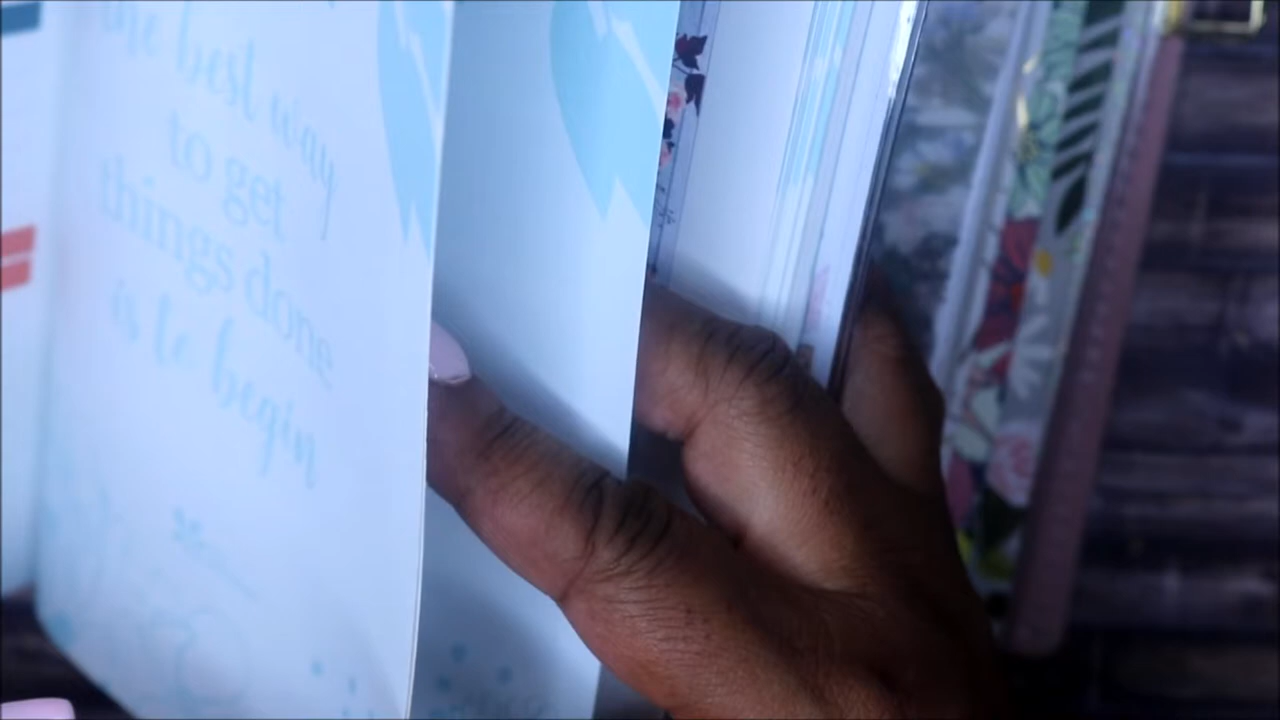 the best way
to get
things done
is to begin